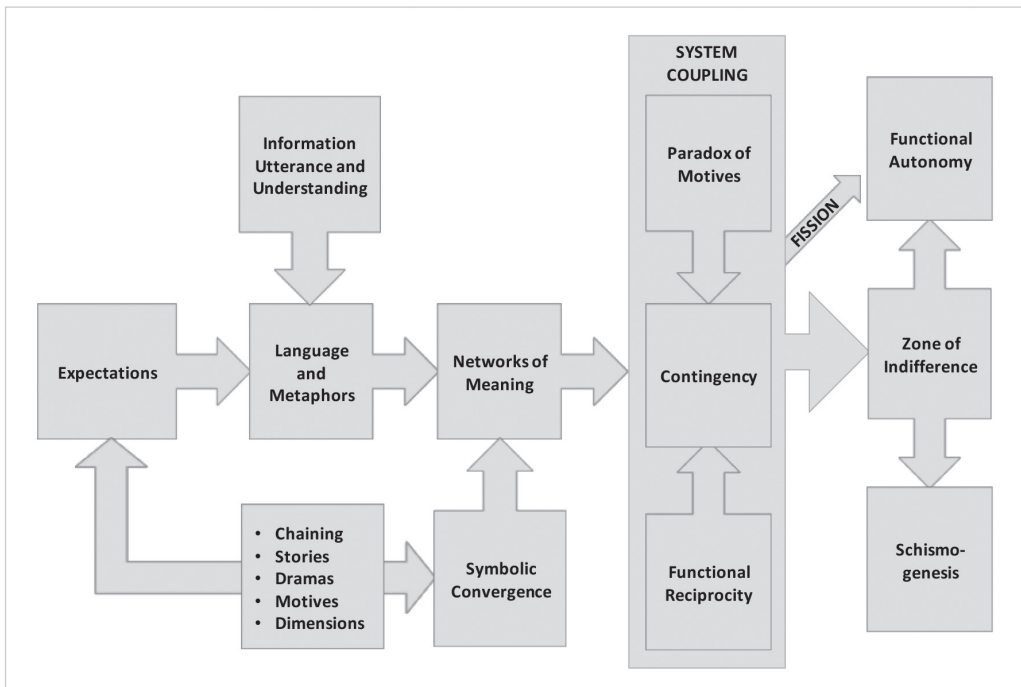 SYSTEM
COUPLING
Information
Utterance and
Understanding
Paradox of
Motives
Functional
Autonomy
FISSION
Expectations
Language
and
Metaphors
Networks of
Meaning
Contingency
Zone of
Indifference
• Chaining
• Stories
• Dramas
• Motives
• Dimensions
Symbolic
Convergence
Functional
Reciprocity
Schismo-
genesis